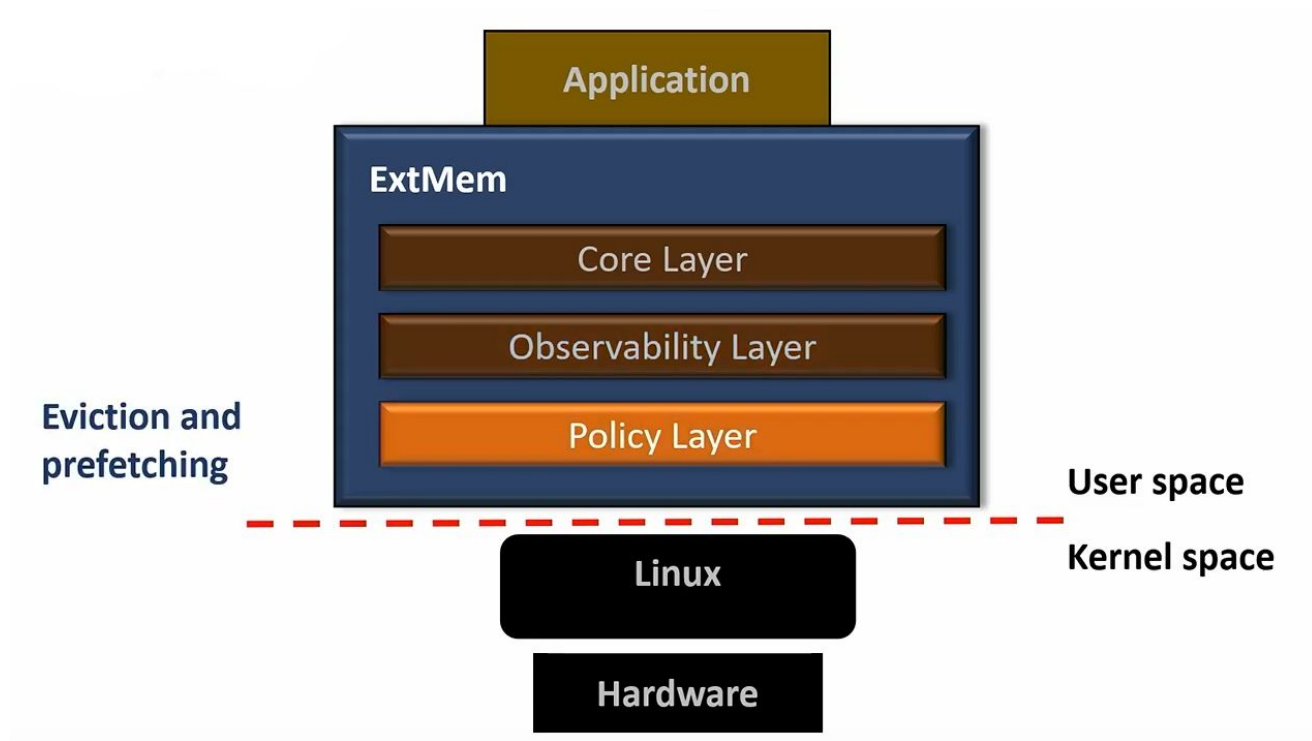 Application
ExtMem
Core Layer
Observability Layer
Policy Layer
Eviction and
prefetching
User space
Kernel space
Linux
Hardware